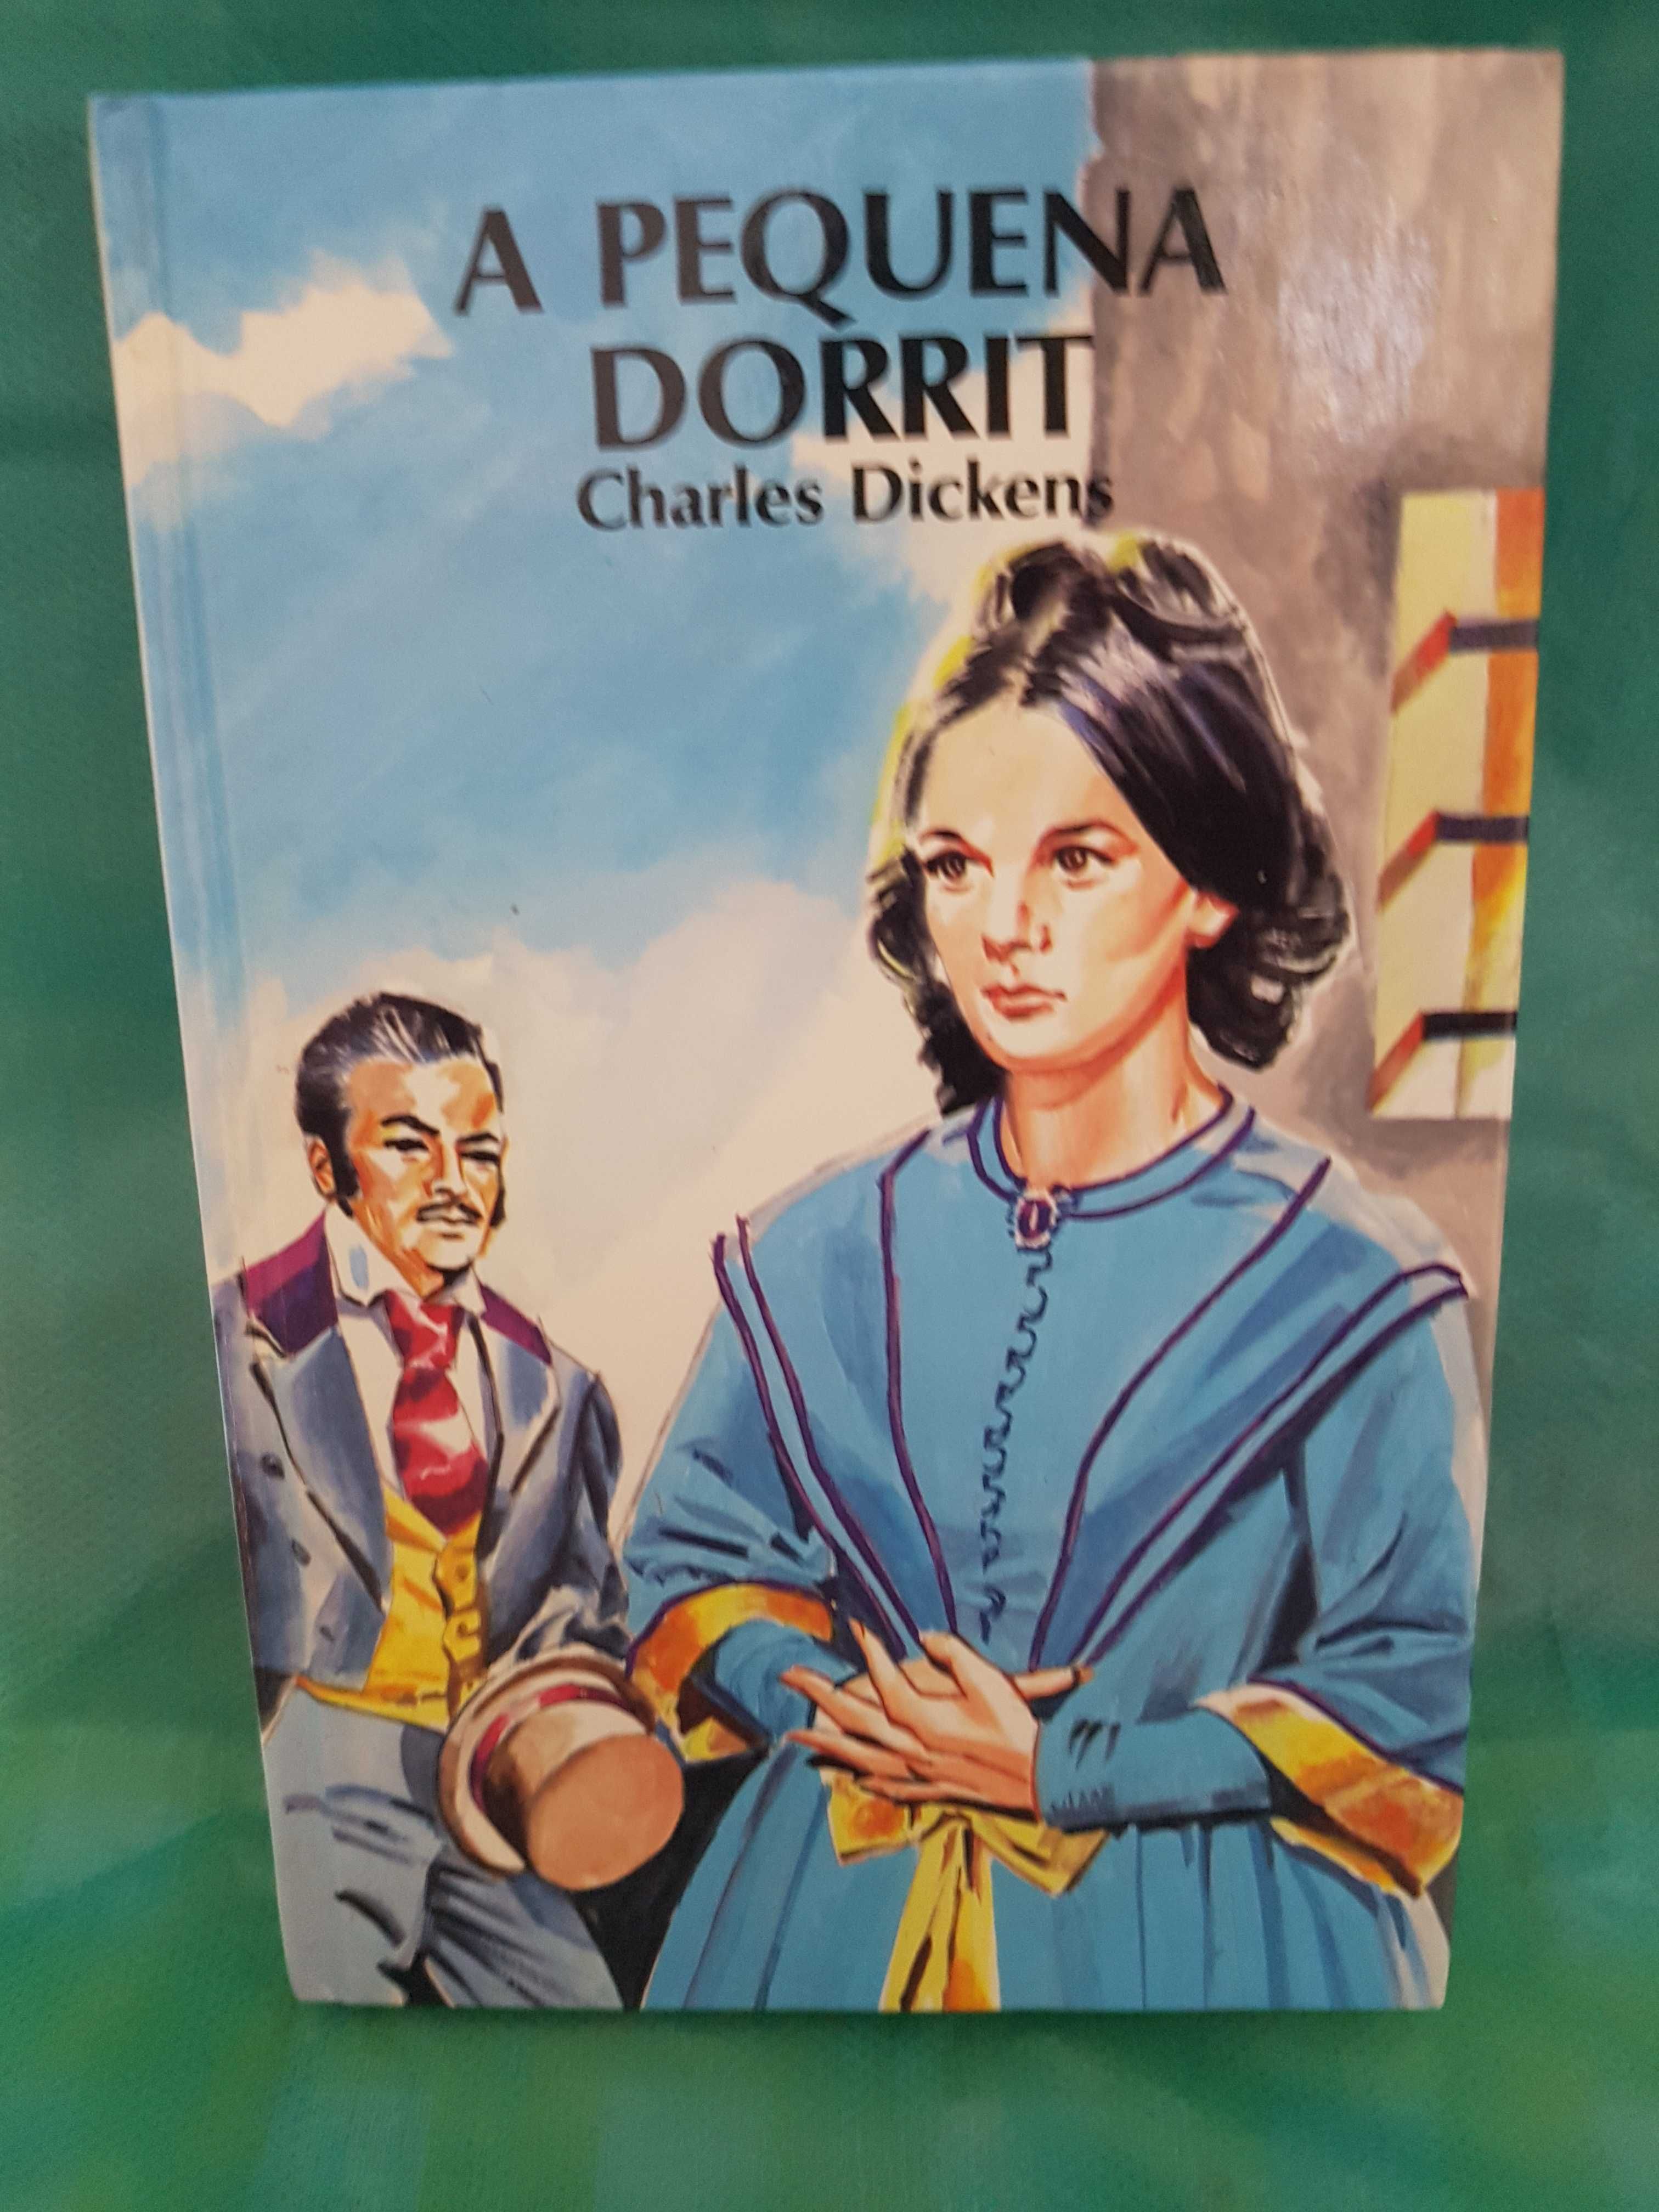 A PEQUENA
DORRIT
Charles Dickens